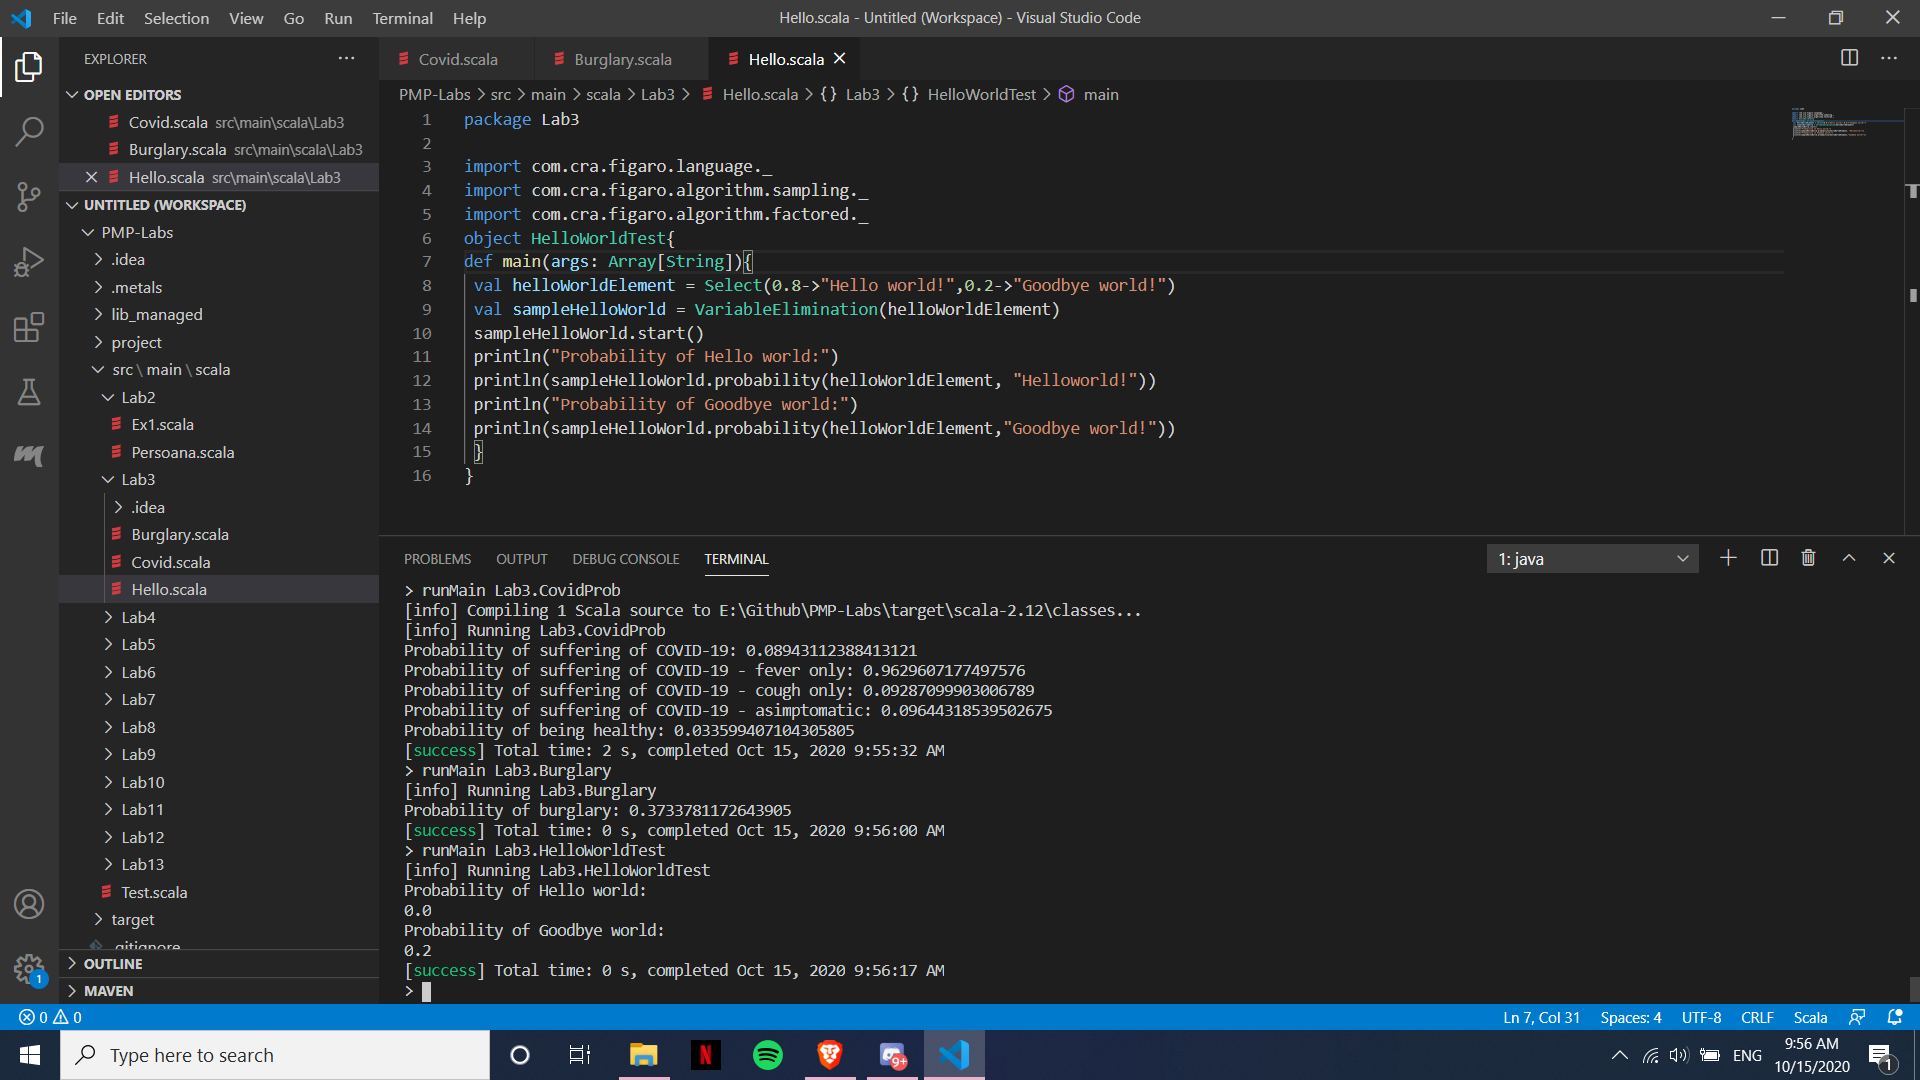 File Edit Selection View Go Run Terminal Help
Hello.scala - Untitled (Workspace) - Visual Studio Code
EXPLORER
OPEN EDITORS
Covid.scala src\main\scala\Lab3
Burglary.scala src\main\scala\Lab3
Hello.scala src\main\scala\Lab3
UNTITLED (WORKSPACE)
PMP-Labs
.idea
.metals
lib_managed
project
src\main\scala
Lab2
Ex1.scala
Persoana.scala
Lab3
.idea
Burglary.scala
Covid.scala
Hello.scala
Lab4
Lab5
Lab6
Lab7
Lab8
Lab9
Lab10
Lab11
Lab12
Lab13
Test.scala
target
.gitignore
OUTLINE
MAVEN
Covid.scala
Burglary.scala
Hello.scala
PMP-Labs > src > main > scala > Lab3 > Hello.scala > {} Lab3 > {} HelloWorldTest > main
1 package Lab3
2
3 import com.cra.figaro.language._
4 import com.cra.figaro.algorithm.sampling._
5 import com.cra.figaro.algorithm.factored._
6 object HelloWorldTest{
7 def main(args: Array[String]){
8 val helloWorldElement = Select(0.8->"Hello world!",0.2->"Goodbye world!")
9 val sampleHelloWorld = VariableElimination(helloWorldElement)
10 sampleHelloWorld.start()
11 println("Probability of Hello world:")
12 println(sampleHelloWorld.probability(helloWorldElement, "Helloworld!"))
13 println("Probability of Goodbye world:")
14 println(sampleHelloWorld.probability(helloWorldElement,"Goodbye world!"))
15 }
16 }
PROBLEMS OUTPUT DEBUG CONSOLE TERMINAL
1: java
> runMain Lab3.CovidProb
[info] Compiling 1 Scala source to E:\Github\PMP-Labs\target\scala-2.12\classes...
[info] Running Lab3.CovidProb
Probability of suffering of COVID-19: 0.08943112388413121
Probability of suffering of COVID-19 - fever only: 0.9629607177497576
Probability of suffering of COVID-19 - cough only: 0.09287099903006789
Probability of suffering of COVID-19 - asimptomatic: 0.09644318539502675
Probability of being healthy: 0.033599407104305805
[success] Total time: 2 s, completed Oct 15, 2020 9:55:32 AM
> runMain Lab3.Burglary
[info] Running Lab3.Burglary
Probability of burglary: 0.3733781172643905
[success] Total time: 0 s, completed Oct 15, 2020 9:56:00 AM
> runMain Lab3.HelloWorldTest
[info] Running Lab3.HelloWorldTest
Probability of Hello world:
0.0
Probability of Goodbye world:
0.2
[success] Total time: 0 s, completed Oct 15, 2020 9:56:17 AM
>
1
0 0
Ln 7, Col 31 Spaces: 4 UTF-8 CRLF Scala
Type here to search
N
9+
ENG
9:56 AM
10/15/2020
1